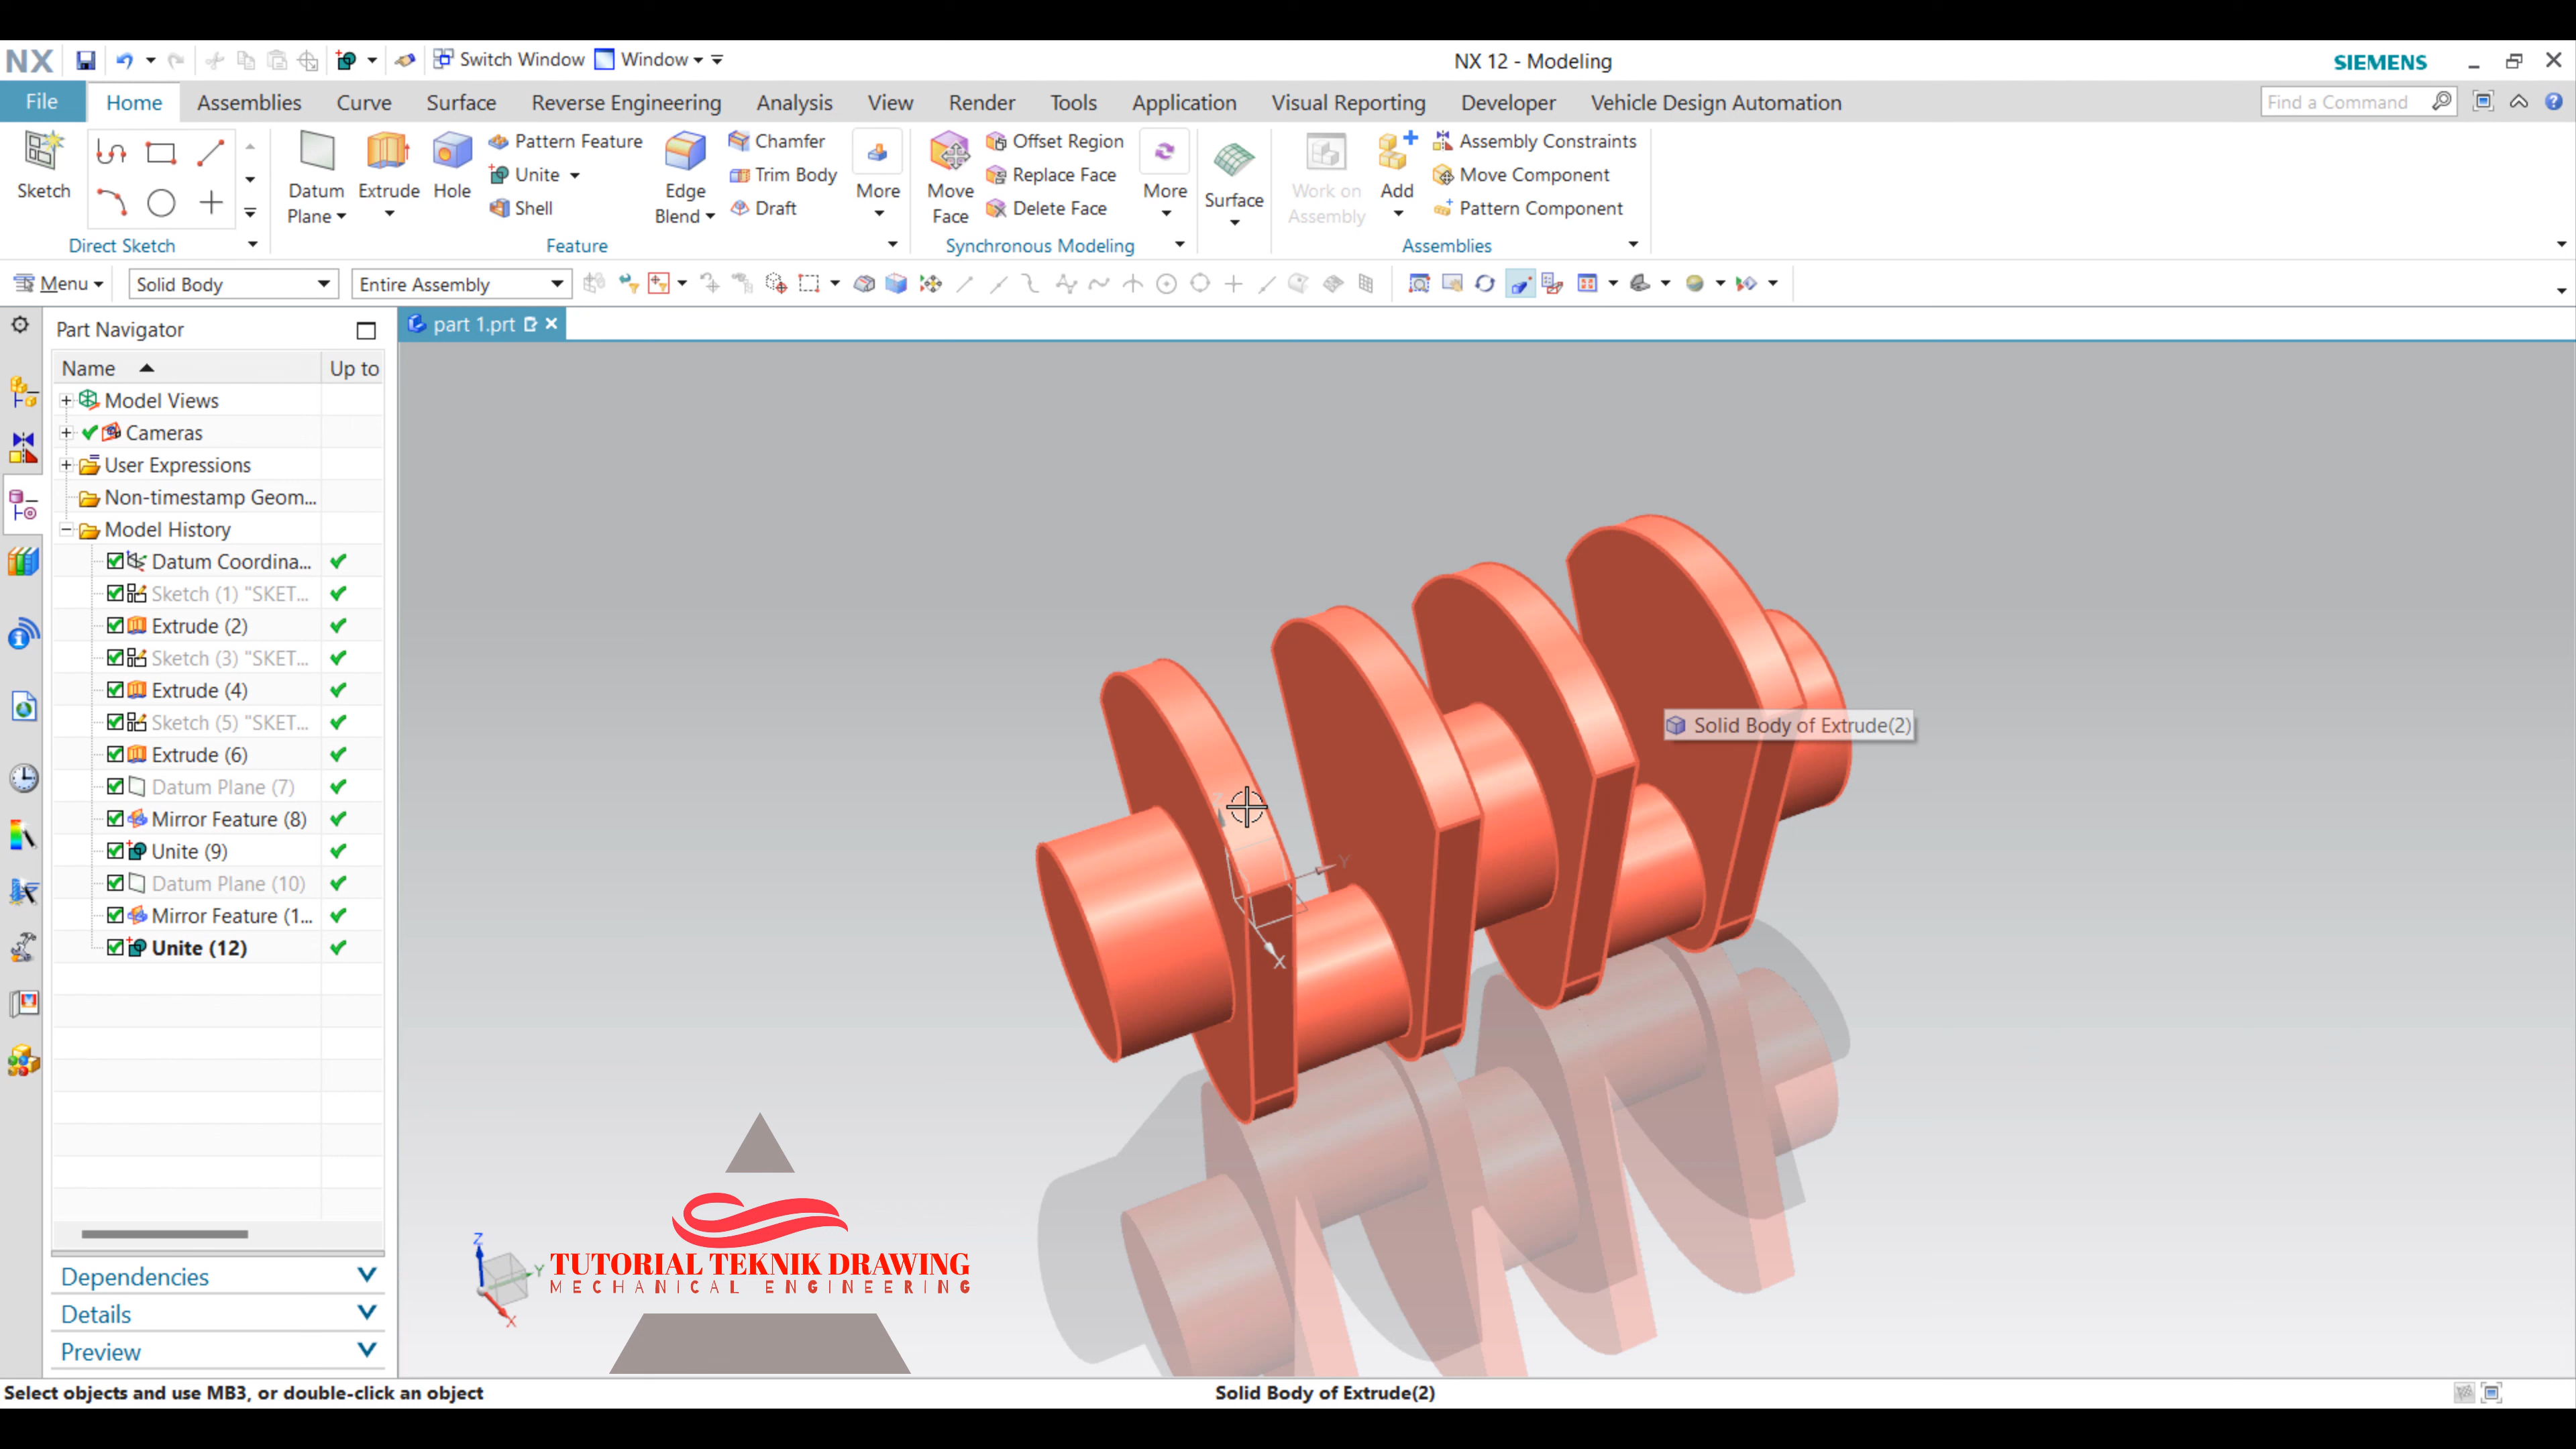 NX Switch Window Window NX 12 - Modeling SIEMENS
File Home Assemblies Curve Surface Reverse Engineering Analysis View Render Tools Application Visual Reporting Developer Vehicle Design Automation Find a Command
Sketch
Direct Sketch
Datum Plane
Extrude
Hole
Pattern Feature
Unite
Shell
Edge Blend
Chamfer
Trim Body
Draft
More
Feature
Move Face
Offset Region
Replace Face
Delete Face
More
Synchronous Modeling
Surface
Work on Assembly
Add
Assembly Constraints
Move Component
Pattern Component
Assemblies
Menu Solid Body Entire Assembly
Part Navigator
part 1.prt
Name Up to
Model Views
Cameras
User Expressions
Non-timestamp Geom...
Model History
Datum Coordina...
Sketch (1) "SKET...
Extrude (2)
Sketch (3) "SKET...
Extrude (4)
Sketch (5) "SKET...
Extrude (6)
Datum Plane (7)
Mirror Feature (8)
Unite (9)
Datum Plane (10)
Mirror Feature (1...
Unite (12)
Dependencies
Details
Preview
Solid Body of Extrude(2)
Y
X
Z
Y
X
TUTORIAL TEKNIK DRAWING
MECHANICAL ENGINEERING
Select objects and use MB3, or double-click an object Solid Body of Extrude(2)